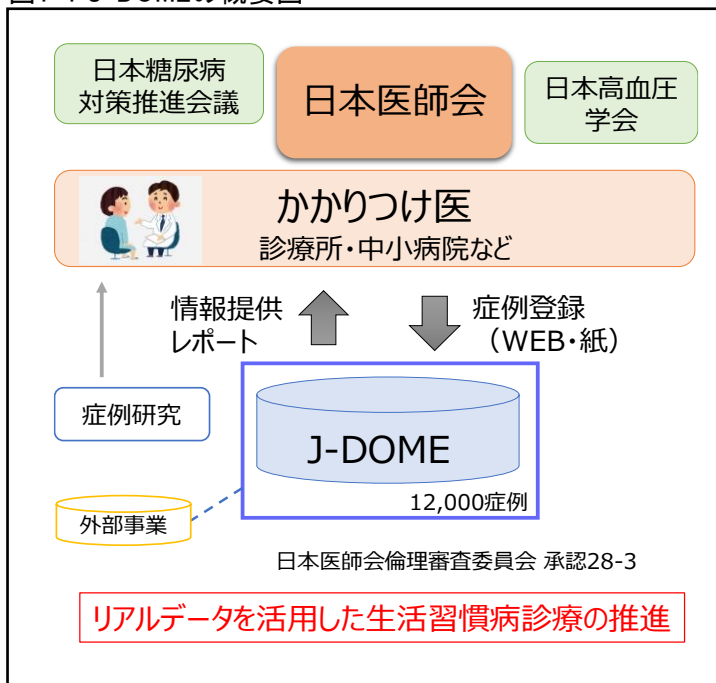 日本糖尿病
対策推進会議
日本医師会
日本高血圧
学会
かかりつけ医
診療所・中小病院など
情報提供
レポート
症例登録
（WEB・紙）
症例研究
J-DOME
12,000症例
外部事業
日本医師会倫理審査委員会 承認28-3
リアルデータを活用した生活習慣病診療の推進